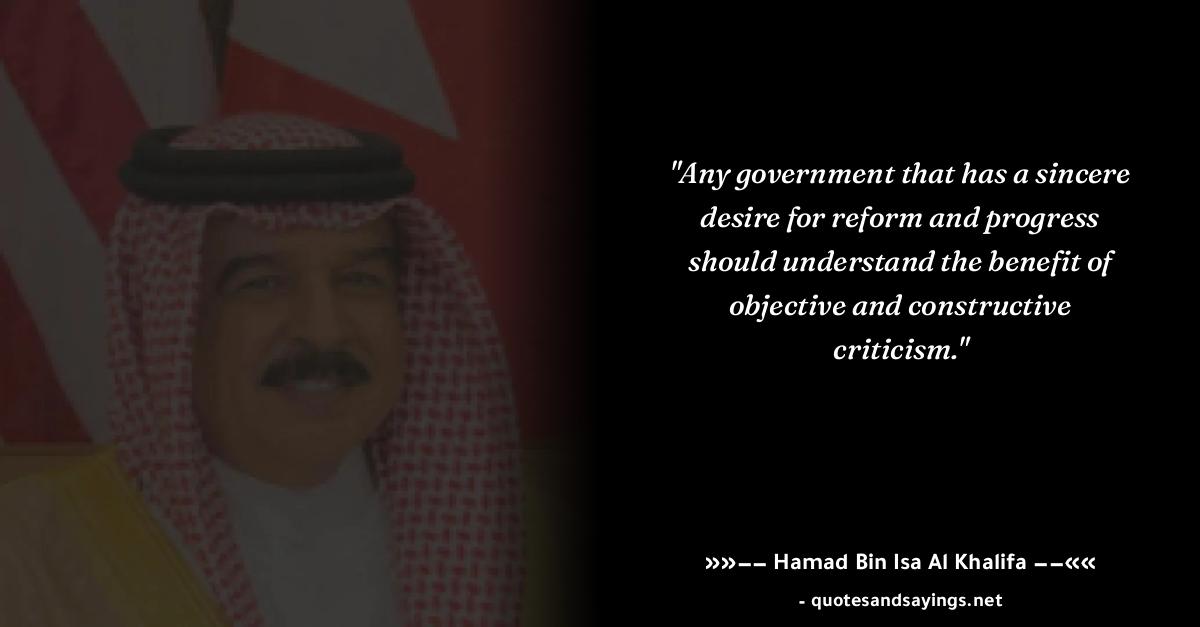 "Any government that has a sincere
desire for reform and progress
should understand the benefit of
objective and constructive
criticism."
»»−− Hamad Bin Isa Al Khalifa −−««
- quotesandsayings.net